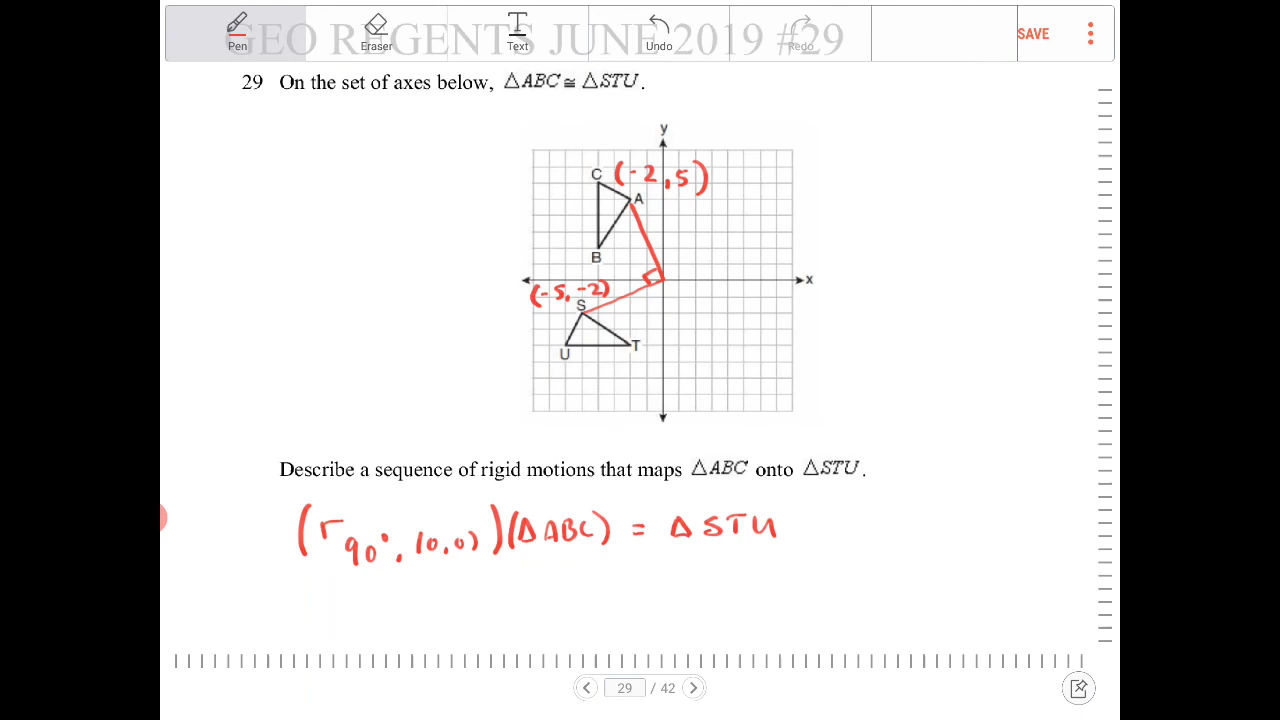 GEO REGENTS JUNE 2019 #29
Pen
Eraser
Text
Undo
Redo
SAVE
29 On the set of axes below, △ABC ≅ △STU.
y
C (-2, 5)
A
B
x
(-5, -2)
S
U
T
Describe a sequence of rigid motions that maps △ABC onto △STU.
(r 90°, (0,0))(△ABC) = △STU
29 / 42